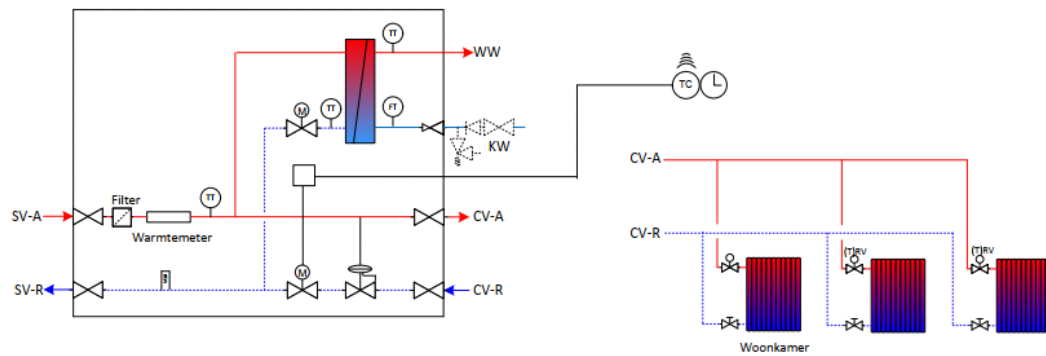 TT
WW
TC
M
TT
FT
KW
CV-A
Filter
TT
SV-A
CV-A
Warmtemeter
CV-R
(T)RV
(T)RV
M
SV-R
CV-R
Woonkamer